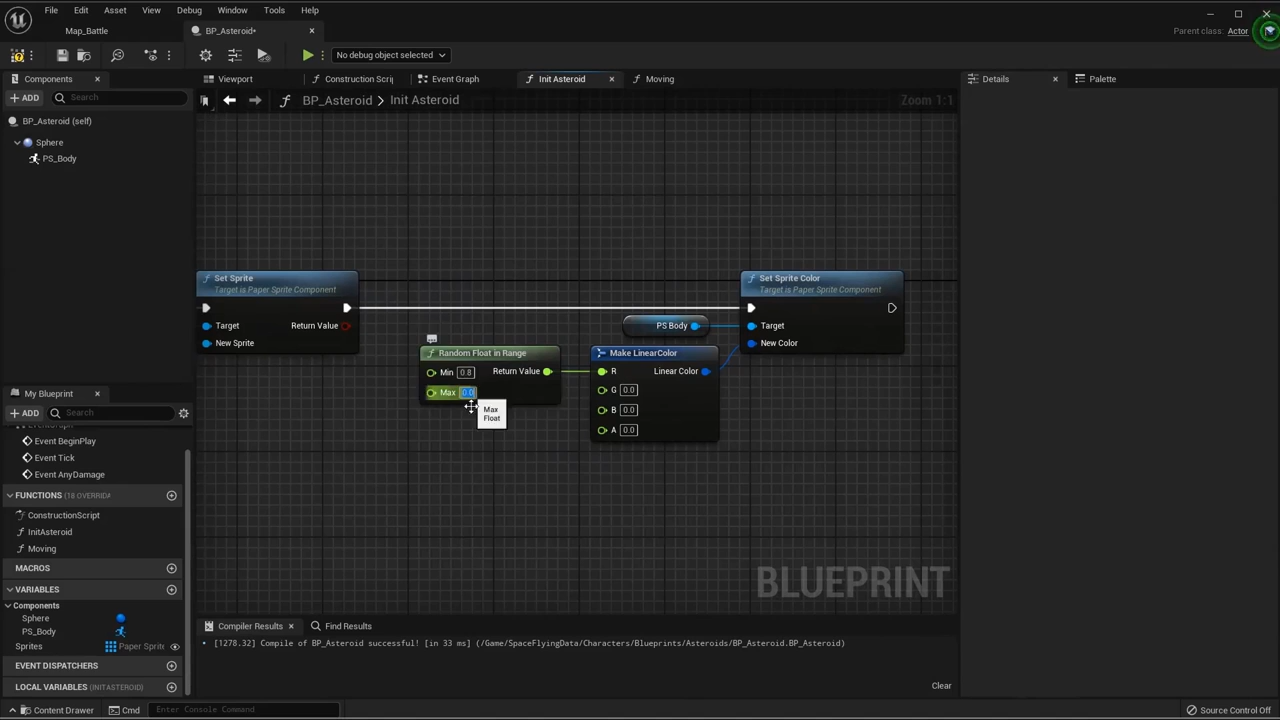 File Edit Asset View Debug Window Tools Help
Map_Battle
BP_Asteroid*
Parent class: Actor
No debug object selected
Components
Viewport
Construction Scrip
Event Graph
Init Asteroid
Moving
Details
Palette
+ ADD
Search
BP_Asteroid > Init Asteroid
Zoom 1:1
BP_Asteroid (self)
Sphere
PS_Body
Set Sprite
Target is Paper Sprite Component
Target
Return Value
New Sprite
Set Sprite Color
Target is Paper Sprite Component
PS Body
Target
New Color
Random Float in Range
Min 0.8
Return Value
Max 0.0
Max
Float
Make LinearColor
R
Linear Color
G 0.0
B 0.0
A 0.0
My Blueprint
+ ADD
Search
Event BeginPlay
Event Tick
Event AnyDamage
FUNCTIONS (18 OVERRIDA
ConstructionScript
InitAsteroid
Moving
MACROS
VARIABLES
Components
Sphere
PS_Body
Sprites
Paper Sprite
EVENT DISPATCHERS
LOCAL VARIABLES (INITASTEROID)
BLUEPRINT
Compiler Results
Find Results
[1278.32] Compile of BP_Asteroid successful! [in 33 ms] (/Game/SpaceFlyingData/Characters/Blueprints/Asteroids/BP_Asteroid.BP_Asteroid)
Clear
Content Drawer
Cmd
Enter Console Command
Source Control Off